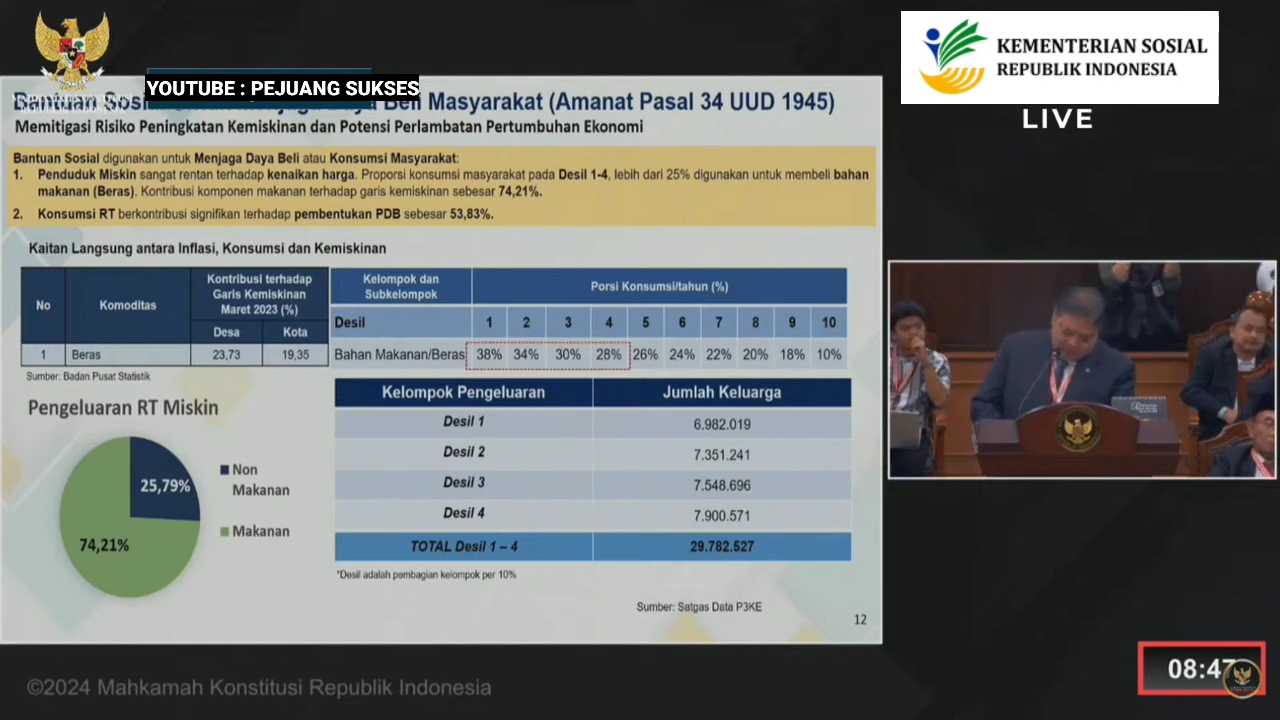 KEMENTERIAN SOSIAL
REPUBLIK INDONESIA
LIVE
YOUTUBE : PEJUANG SUKSES
Beli Masyarakat (Amanat Pasal 34 UUD 1945)
Memitigasi Risiko Peningkatan Kemiskinan dan Potensi Perlambatan Pertumbuhan Ekonomi
Bantuan Sosial digunakan untuk Menjaga Daya Beli atau Konsumsi Masyarakat:
1. Penduduk Miskin sangat rentan terhadap kenaikan harga. Proporsi konsumsi masyarakat pada Desil 1-4, lebih dari 25% digunakan untuk membeli bahan
makanan (Beras). Kontribusi komponen makanan terhadap garis kemiskinan sebesar 74,21%.
2. Konsumsi RT berkontribusi signifikan terhadap pembentukan PDB sebesar 53,83%.
Kaitan Langsung antara Inflasi, Konsumsi dan Kemiskinan
No
Komoditas
Kontribusi terhadap
Garis Kemiskinan
Maret 2023 (%)
Desa Kota
1 Beras 23,73 19,35
Sumber: Badan Pusat Statistik
Kelompok dan
Subkelompok
Porsi Konsumsi/tahun (%)
Desil 1 2 3 4 5 6 7 8 9 10
Bahan Makanan/Beras 38% 34% 30% 28% 26% 24% 22% 20% 18% 10%
Pengeluaran RT Miskin
25,79%
74,21%
Non
Makanan
Makanan
Kelompok Pengeluaran Jumlah Keluarga
Desil 1 6.982.019
Desil 2 7.351.241
Desil 3 7.548.696
Desil 4 7.900.571
TOTAL Desil 1 – 4 29.782.527
*Desil adalah pembagian kelompok per 10%
Sumber: Satgas Data P3KE
12
08:47
©2024 Mahkamah Konstitusi Republik Indonesia